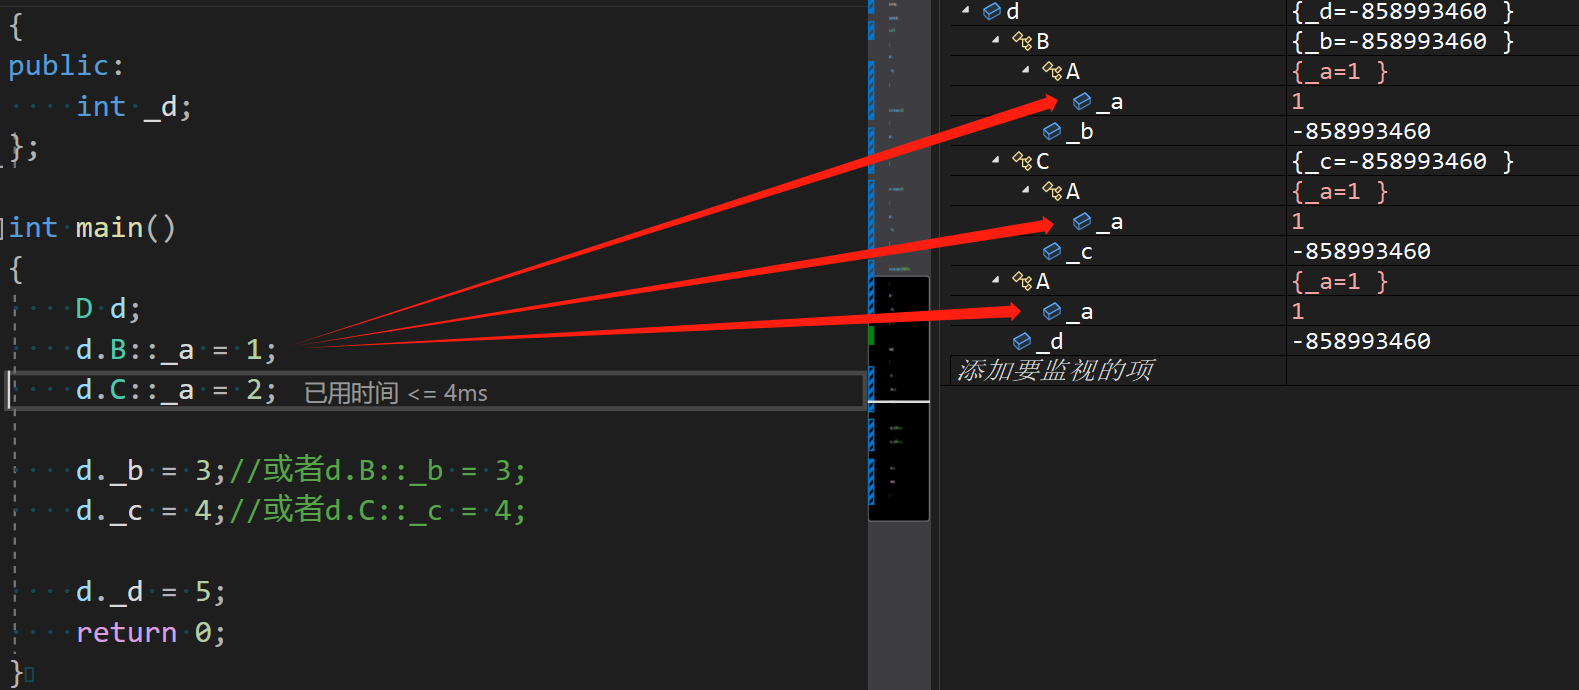 {
public:
int _d;
};
int main()
{
D d;
d.B::_a = 1;
d.C::_a = 2; 已用时间 <= 4ms
d._b = 3;//或者d.B::_b = 3;
d._c = 4;//或者d.C::_c = 4;
d._d = 5;
return 0;
}
d {_d=-858993460 }
B {_b=-858993460 }
A {_a=1 }
_a 1
_b -858993460
C {_c=-858993460 }
A {_a=1 }
_a 1
_c -858993460
A {_a=1 }
_a 1
_d -858993460
添加要监视的项